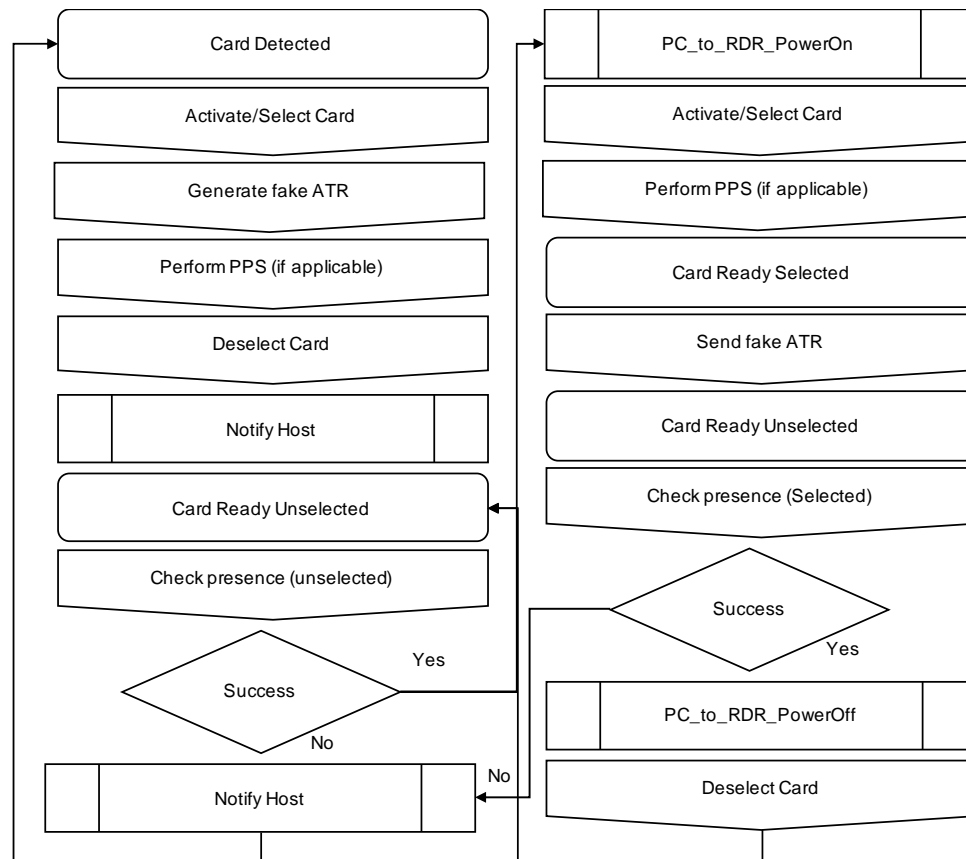 Card Detected
Activate/Select Card
Generate fake ATR
Perform PPS (if applicable)
Deselect Card
Notify Host
Card Ready Unselected
Check presence (unselected)
Success
Yes
No
Notify Host
PC_to_RDR_PowerOn
Activate/Select Card
Perform PPS (if applicable)
Card Ready Selected
Send fake ATR
Card Ready Unselected
Check presence (Selected)
Success
Yes
No
PC_to_RDR_PowerOff
Deselect Card